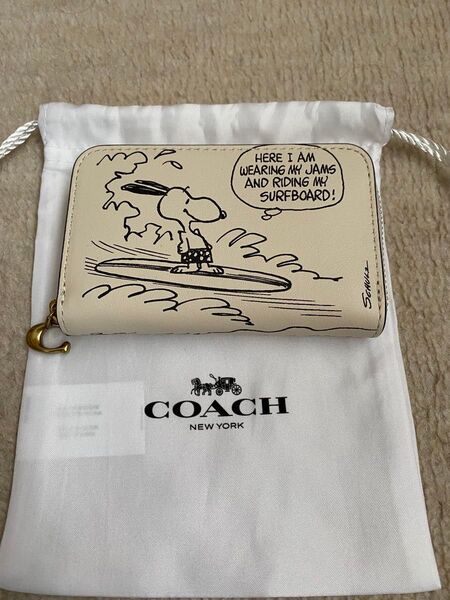 HERE I AM
WEARING MY JAMS
AND RIDING MY
SURFBOARD!
SCHULZ
COACH
NEW YORK